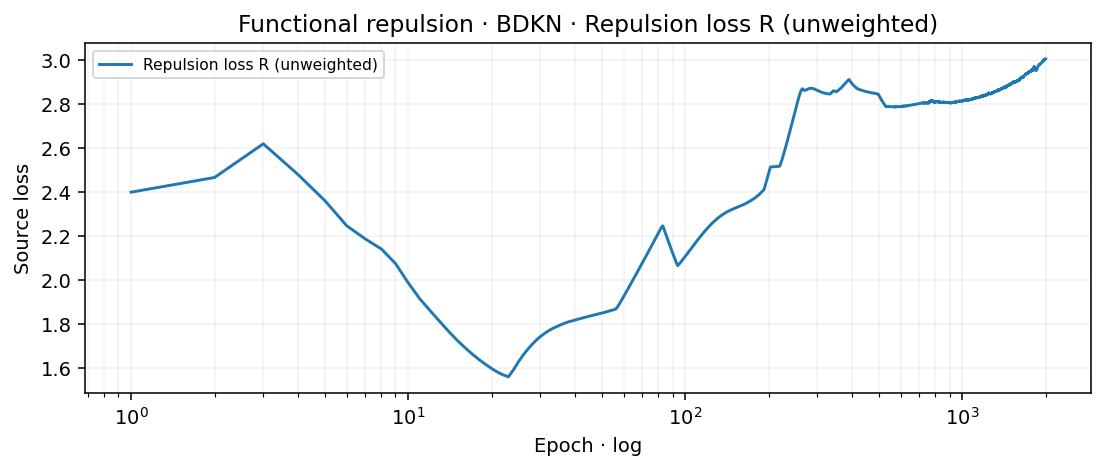 Functional repulsion · BDKN · Repulsion loss R (unweighted)
Repulsion loss R (unweighted)
Source loss
3.0
2.8
2.6
2.4
2.2
2.0
1.8
1.6
10⁰ 10¹ 10² 10³
Epoch · log